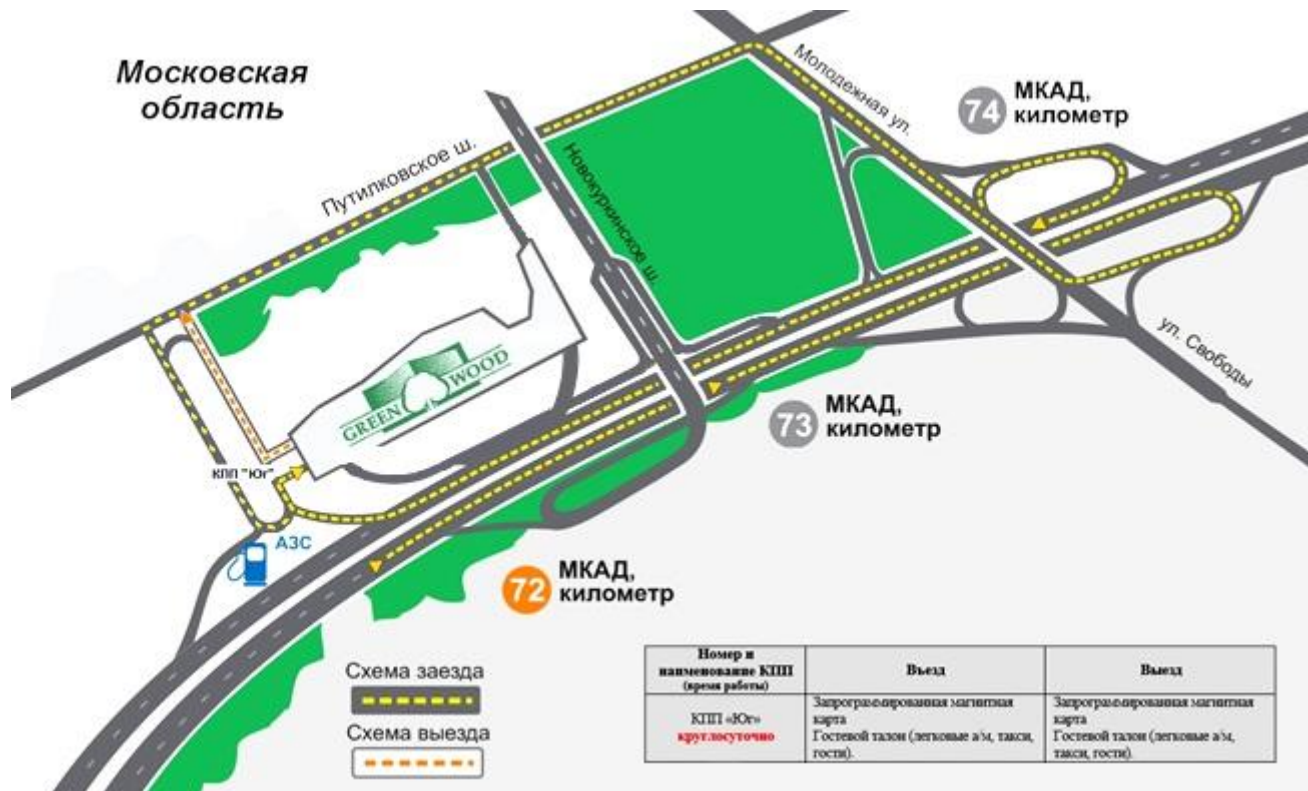 Московская
область
Путилковское ш.
Новокуркинское ш.
Молодежная ул.
74
МКАД,
километр
GREEN WOOD
КПП "Юг"
АЗС
73
МКАД,
километр
ул. Свободы
72
МКАД,
километр
Схема заезда
Схема выезда
Номер и
наименование КПП
(время работы)
Въезд
Выезд
КПП «Юг»
круглосуточно
Запрограммированная магнитная
карта
Гостевой талон (легковые а/м, такси,
гости).
Запрограммированная магнитная
карта
Гостевой талон (легковые а/м,
такси, гости).